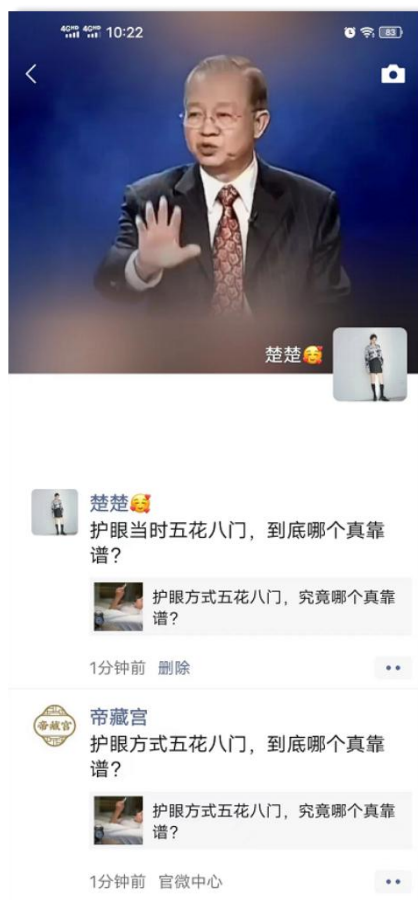 4GHD 4GHD 10:22 83
楚楚🥰
楚楚🥰
护眼当时五花八门，到底哪个真靠
谱？
护眼方式五花八门，究竟哪个真靠
谱？
1分钟前 删除
帝藏宫
帝藏宫
护眼方式五花八门，到底哪个真靠
谱？
护眼方式五花八门，究竟哪个真靠
谱？
1分钟前 官微中心